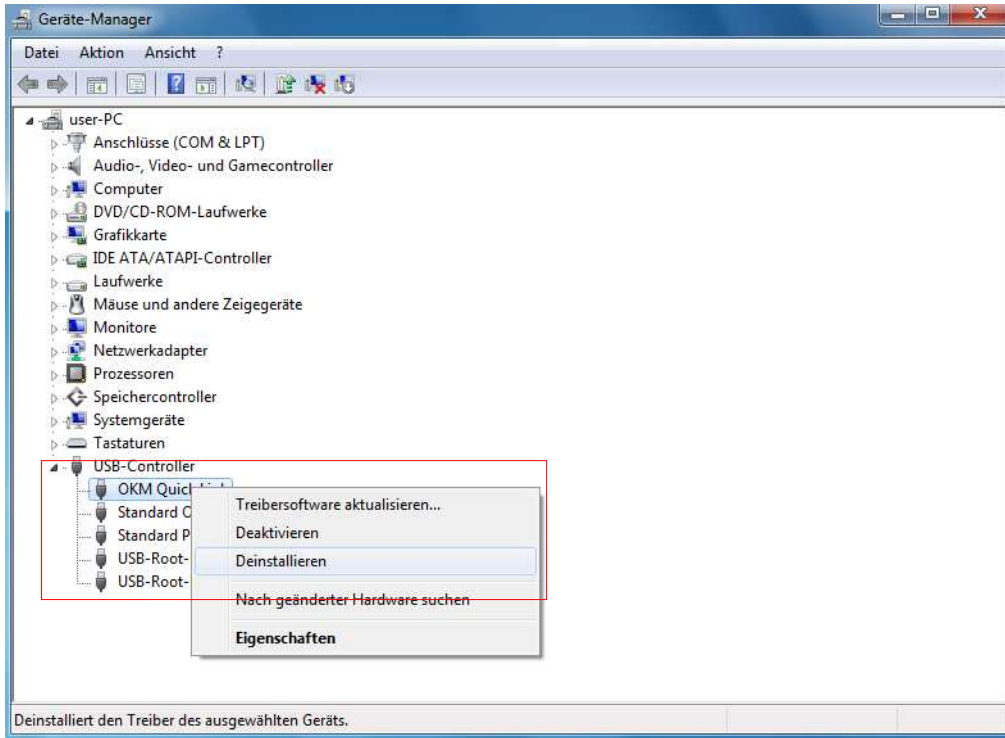 Geräte-Manager
Datei Aktion Ansicht ?
user-PC
Anschlüsse (COM & LPT)
Audio-, Video- und Gamecontroller
Computer
DVD/CD-ROM-Laufwerke
Grafikkarte
IDE ATA/ATAPI-Controller
Laufwerke
Mäuse und andere Zeigegeräte
Monitore
Netzwerkadapter
Prozessoren
Speichercontroller
Systemgeräte
Tastaturen
USB-Controller
OKM
Standard
Standard
USB-Root-
USB-Root-
Treibersoftware aktualisieren...
Deaktivieren
Deinstallieren
Nach geänderter Hardware suchen
Eigenschaften
Deinstalliert den Treiber des ausgewählten Geräts.